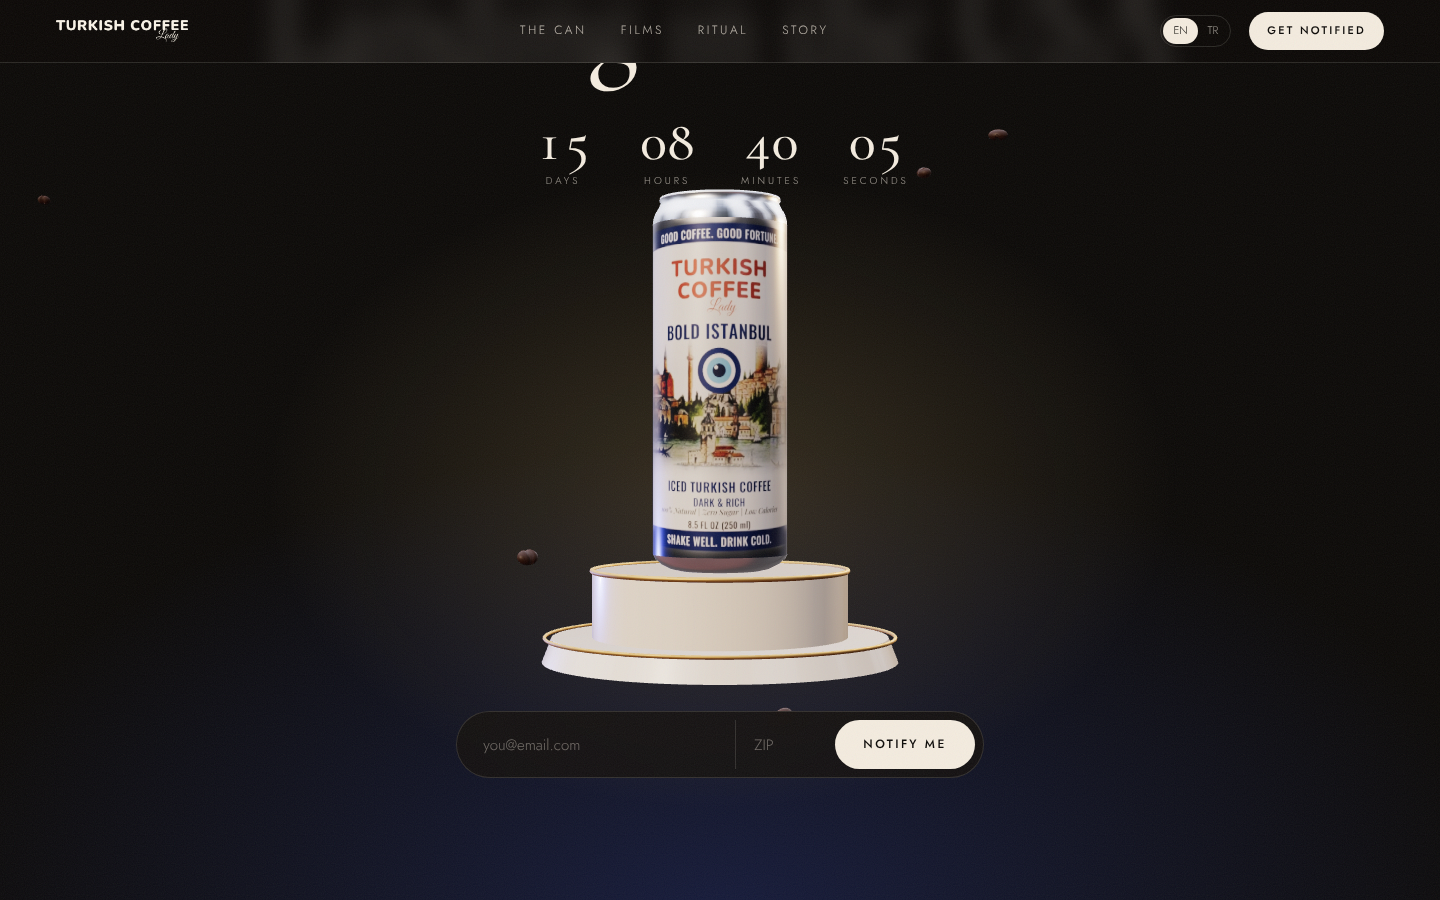 TURKISH COFFEE
Lady
THE CAN
FILMS
RITUAL
STORY
EN
TR
GET NOTIFIED
15
08
40
05
DAYS
HOURS
MINUTES
SECONDS
GOOD COFFEE. GOOD FORTUNE
TURKISH
COFFEE
Lady
BOLD ISTANBUL
ICED TURKISH COFFEE
DARK & RICH
Natural | Zero Sugar | Low Calorie
8.5 FL OZ (250 ml)
SHAKE WELL. DRINK COLD.
you@email.com
ZIP
NOTIFY ME